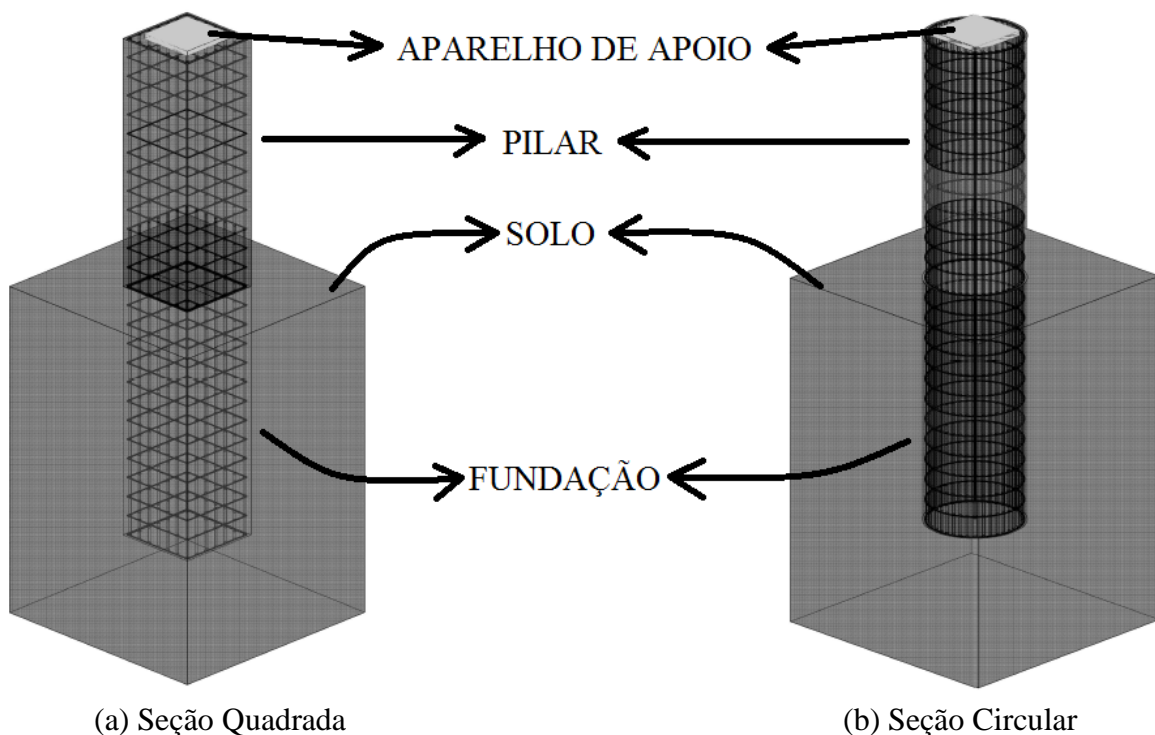 APARELHO DE APOIO
PILAR
SOLO
FUNDAÇÃO
(a) Seção Quadrada
(b) Seção Circular